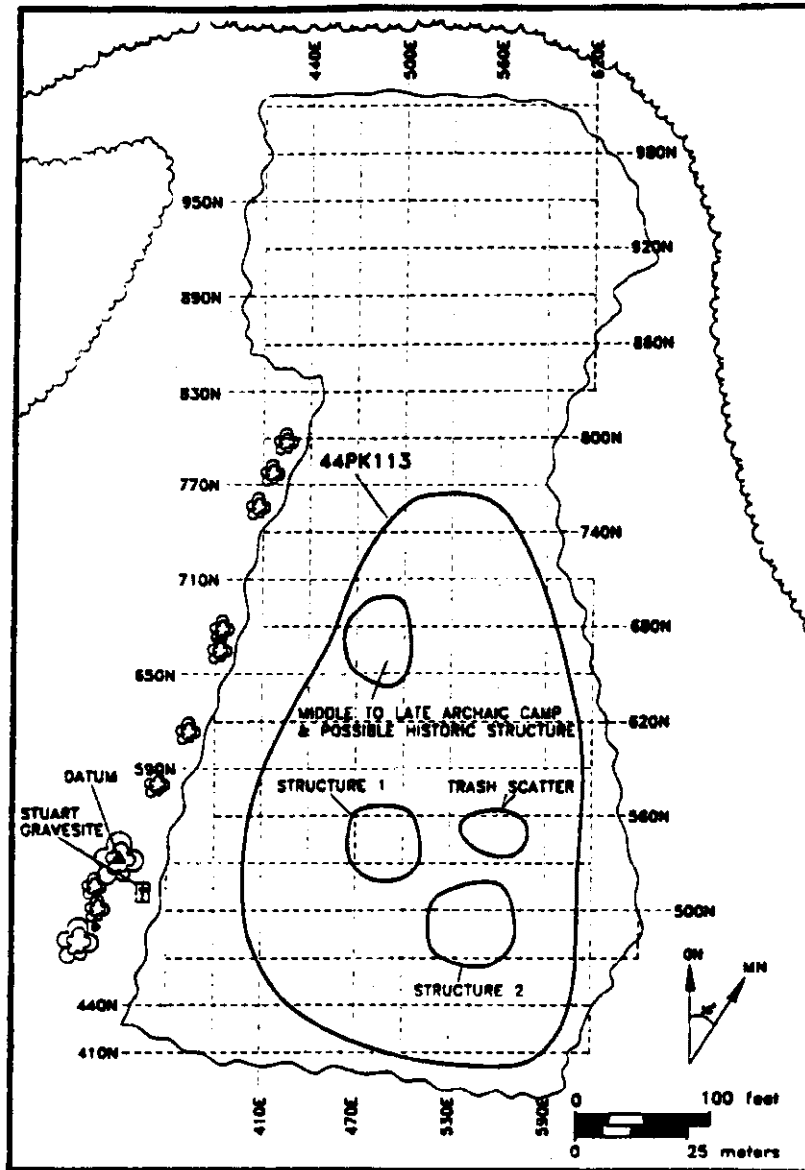 440E
500E
560E
620E
980N
950N
920N
890N
860N
830N
800N
44PK113
770N
740N
710N
680N
650N
MIDDLE TO LATE ARCHAIC CAMP
& POSSIBLE HISTORIC STRUCTURE
620N
590N
DATUM
STRUCTURE 1
TRASH SCATTER
STUART
GRAVESITE
560N
500N
STRUCTURE 2
GN
MN
440N
410N
410E
470E
530E
590E
0
100 feet
0
25 meters